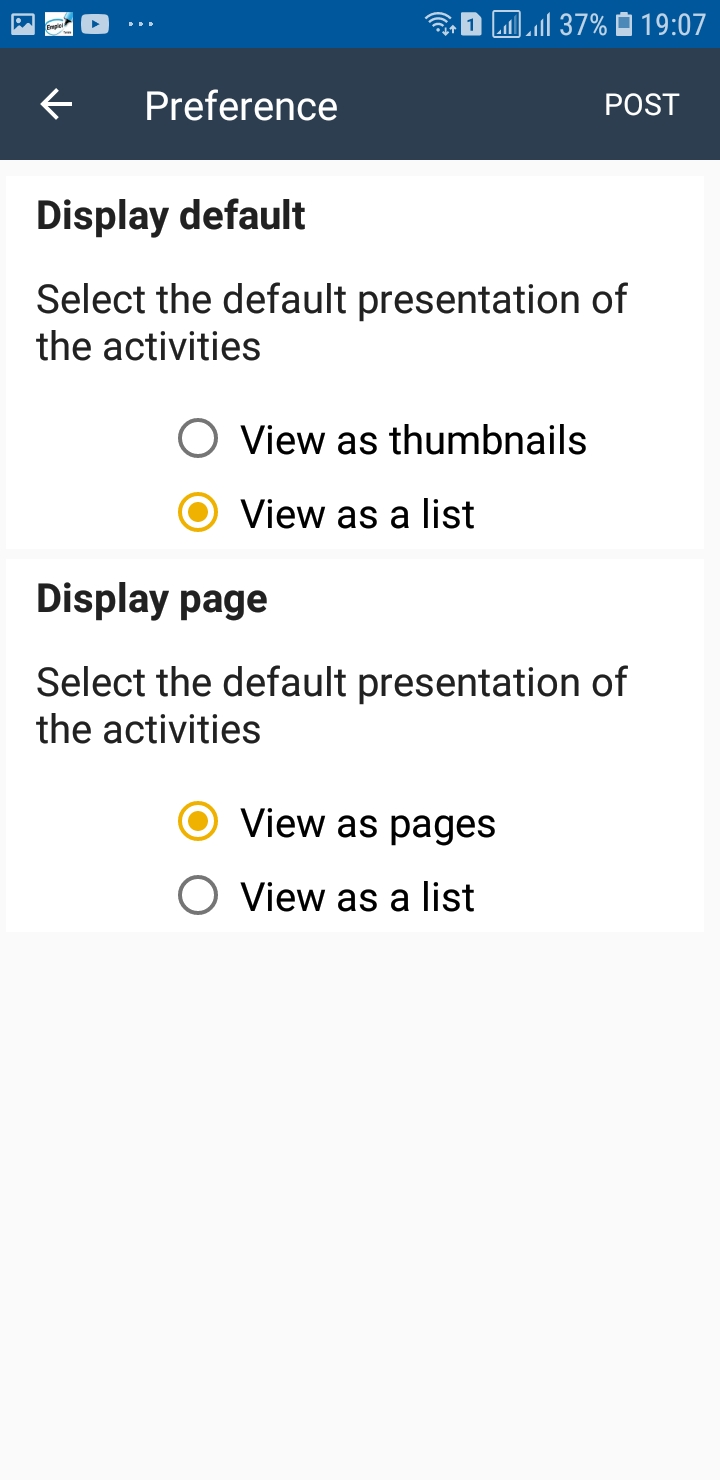 1 37% 19:07
Preference POST
Display default
Select the default presentation of
the activities
View as thumbnails
View as a list
Display page
Select the default presentation of
the activities
View as pages
View as a list